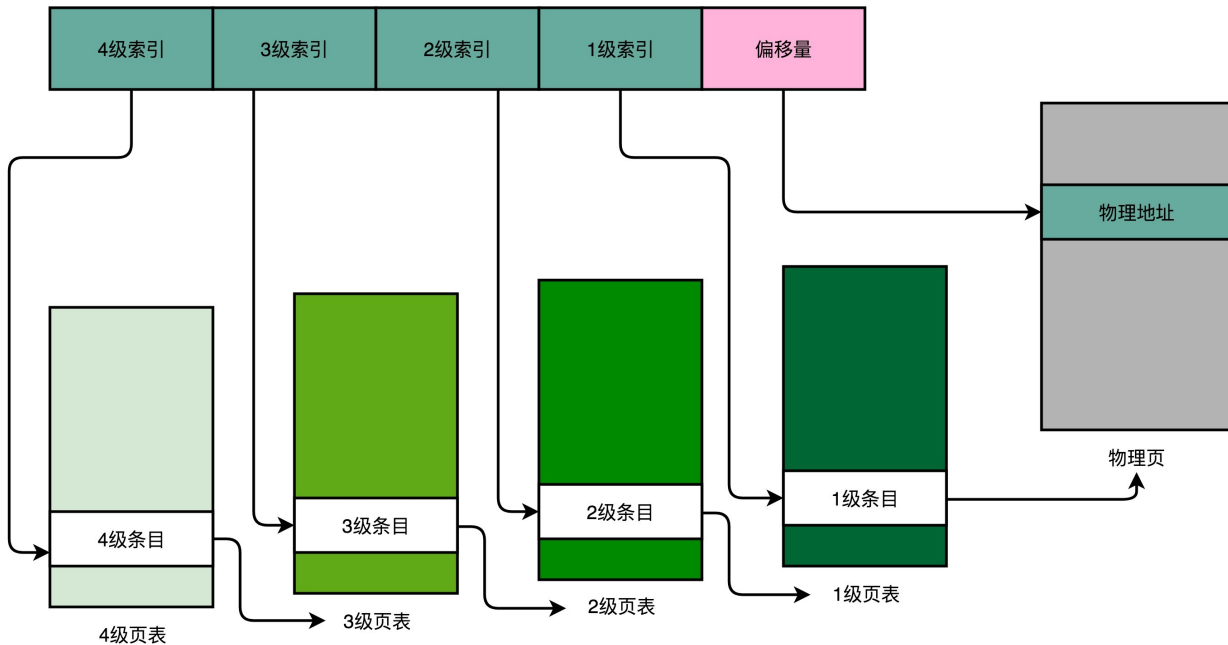 4级索引
3级索引
2级索引
1级索引
偏移量
物理地址
物理页
4级条目
3级条目
2级条目
1级条目
4级页表
3级页表
2级页表
1级页表